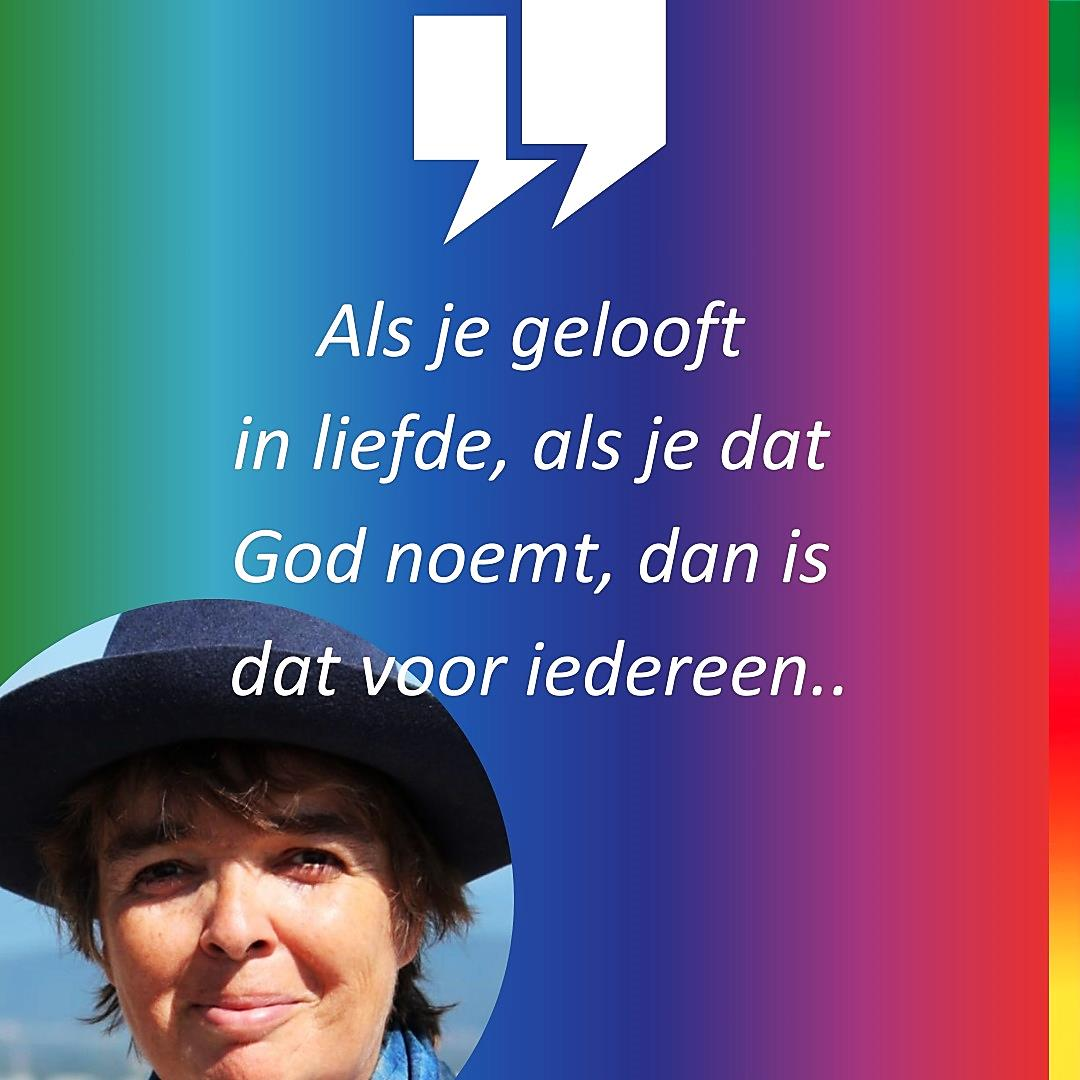 Als je gelooft
in liefde, als je dat
God noemt, dan is
dat voor iedereen..